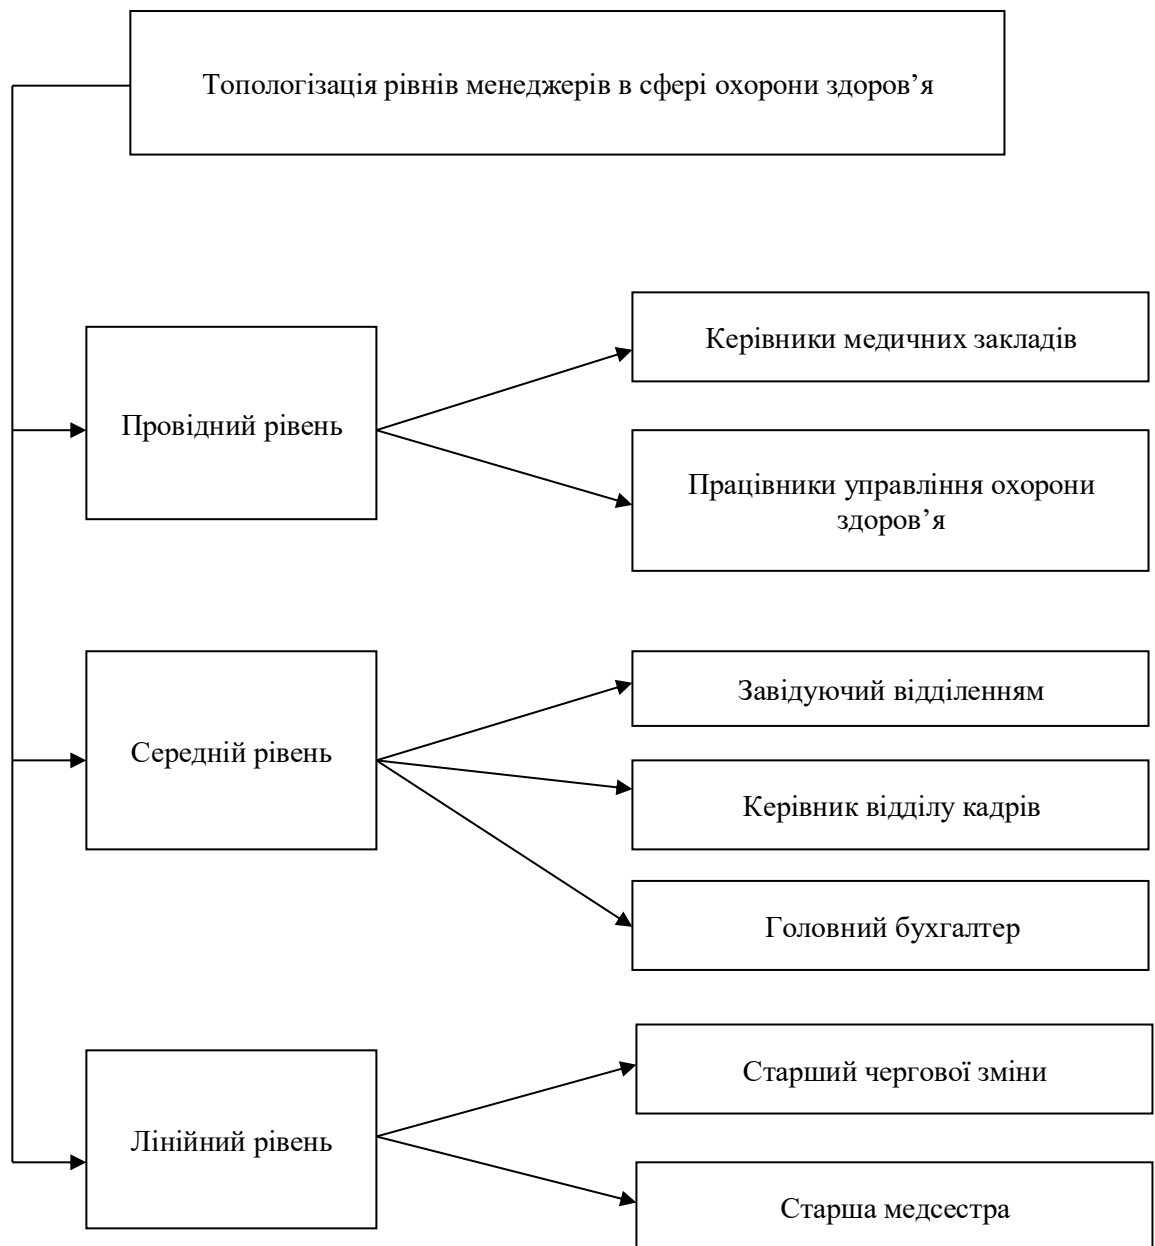 Топологізація рівнів менеджерів в сфері охорони здоров’я
Провідний рівень
Керівники медичних закладів
Працівники управління охорони
здоров’я
Середній рівень
Завідуючий відділенням
Керівник відділу кадрів
Головний бухгалтер
Лінійний рівень
Старший чергової зміни
Старша медсестра